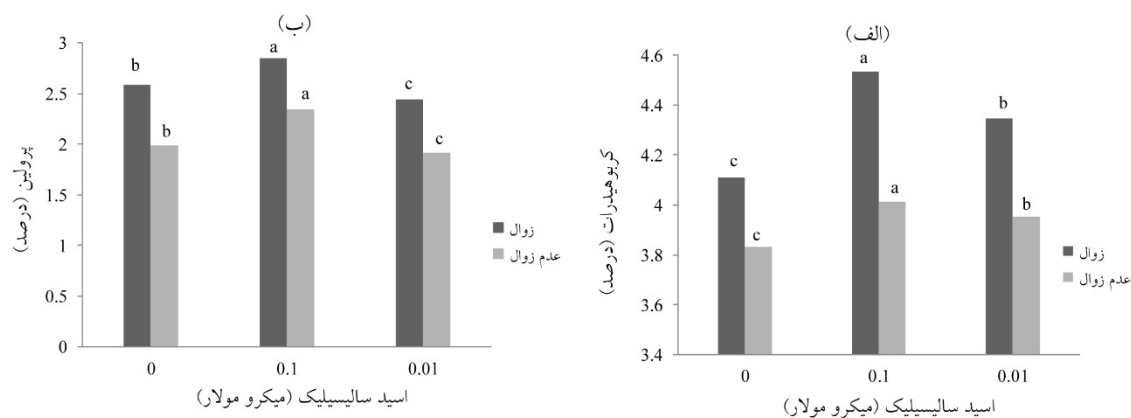 (الف)
4.6
4.4
4.2
4
3.8
3.6
3.4
کربوهیدرات (درصد)
c
c
a
a
b
b
0
0.1
0.01
اسید سالیسیلیک (میکرو مولار)
زوال
عدم زوال
(ب)
3
2.5
2
1.5
1
0.5
0
پرولین (درصد)
b
b
a
a
c
c
0
0.1
0.01
اسید سالیسیلیک (میکرو مولار)
زوال
عدم زوال